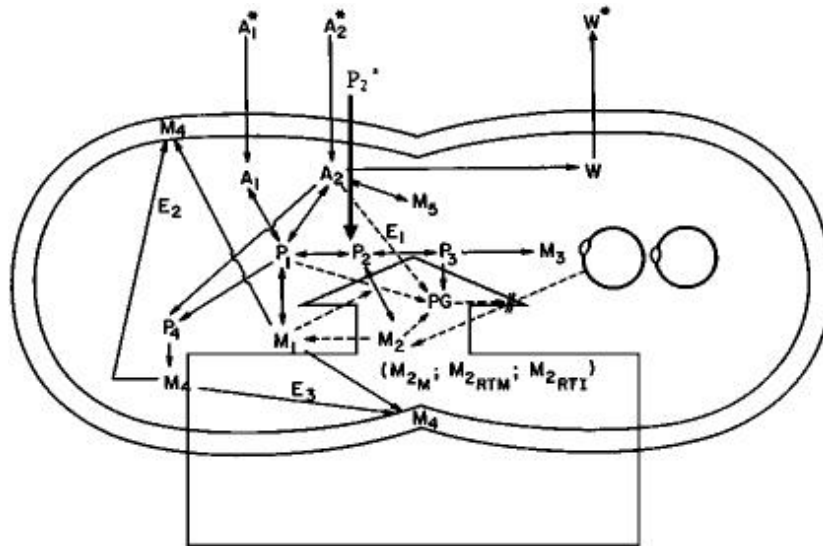 A₁* A₂* W*
P₂*
M₄
A₁ A₂ W
E₂ M₅
E₁
P₁ P₂ P₃ M₃
PG
P₄ M₁ M₂
(M₂M; M₂RTM; M₂RTI)
M₄ E₃
M₄